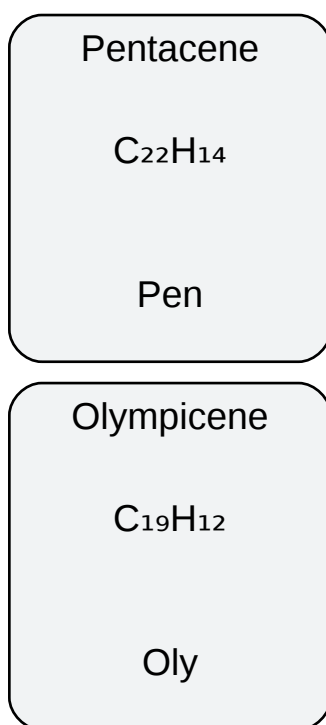 Pentacene
C₂₂H₁₄
Pen
Olympicene
C₁₉H₁₂
Oly